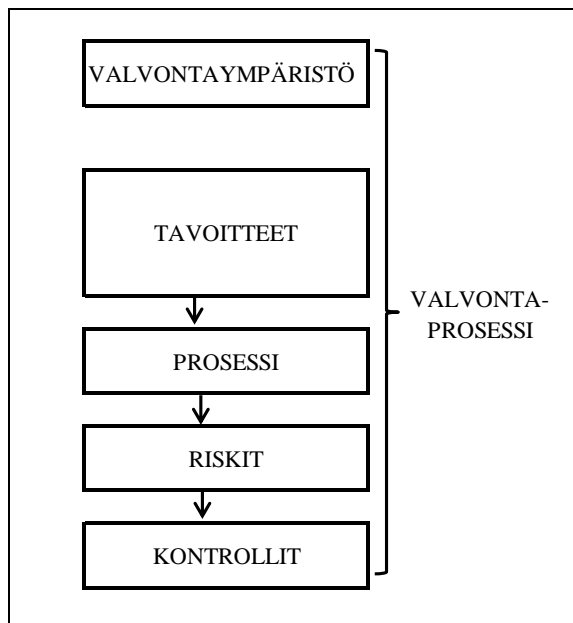 VALVONTAYMPÄRISTÖ
TAVOITTEET
PROSESSI
RISKIT
KONTROLLIT
VALVONTA-
PROSESSI